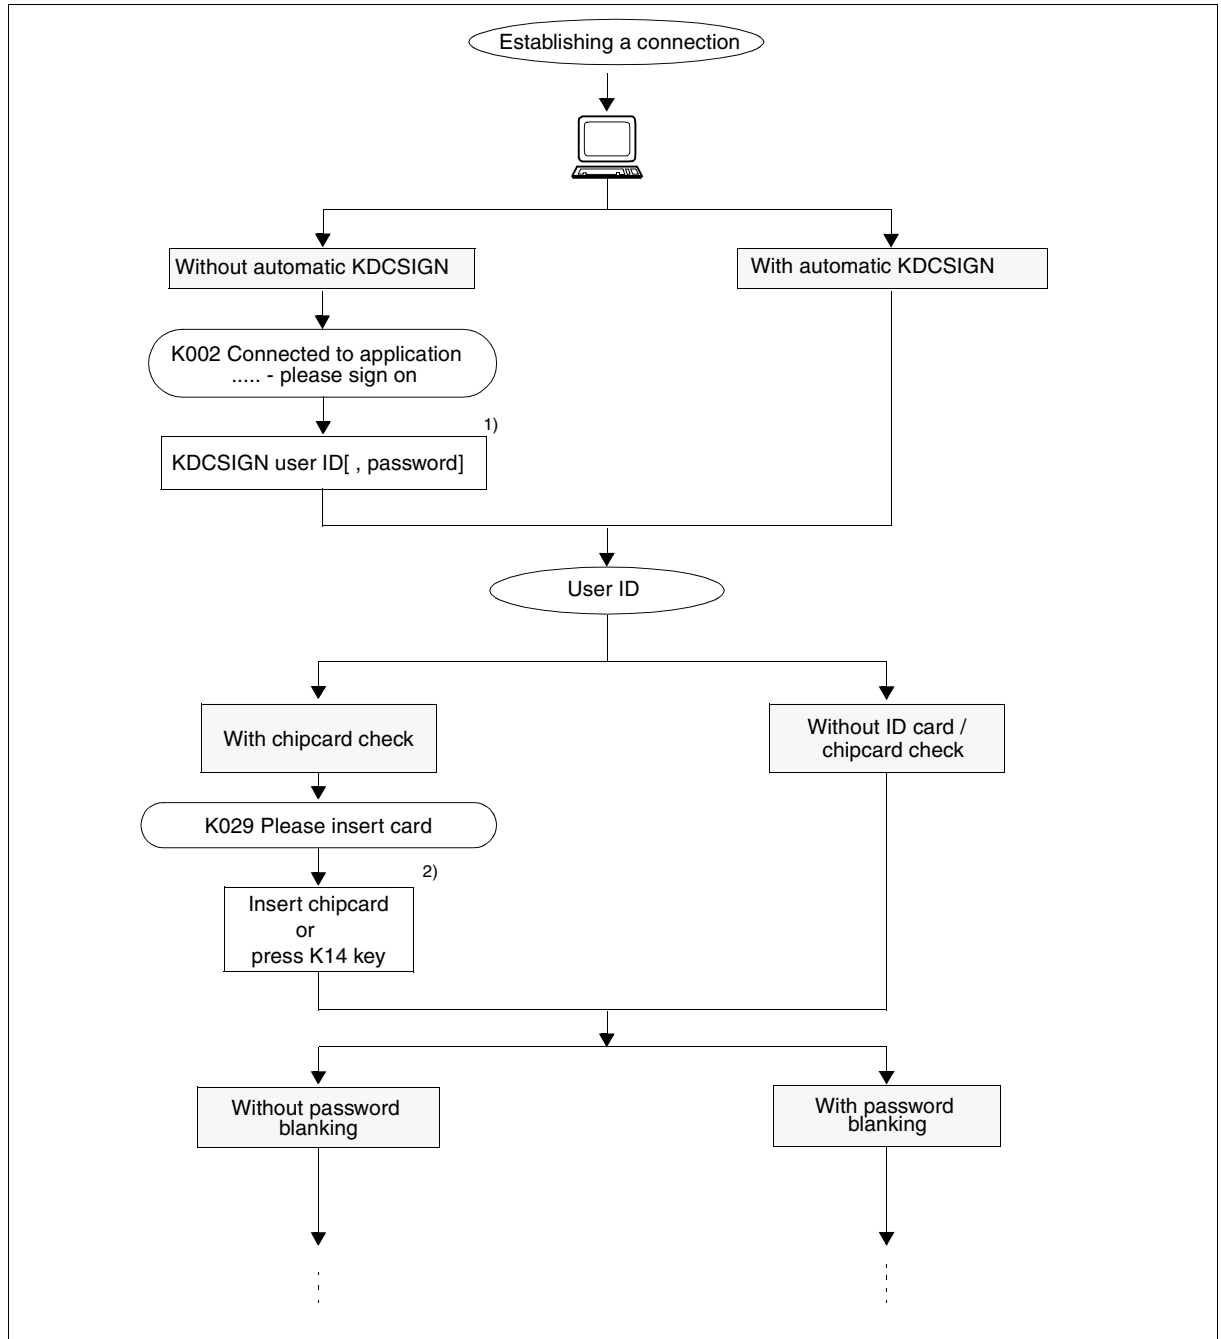 Establishing a connection
Without automatic KDCSIGN
With automatic KDCSIGN
K002 Connected to application
..... - please sign on
1)
KDCSIGN user ID[ , password]
User ID
With chipcard check
Without ID card /
chipcard check
K029 Please insert card
2)
Insert chipcard
or
press K14 key
Without password
blanking
With password
blanking